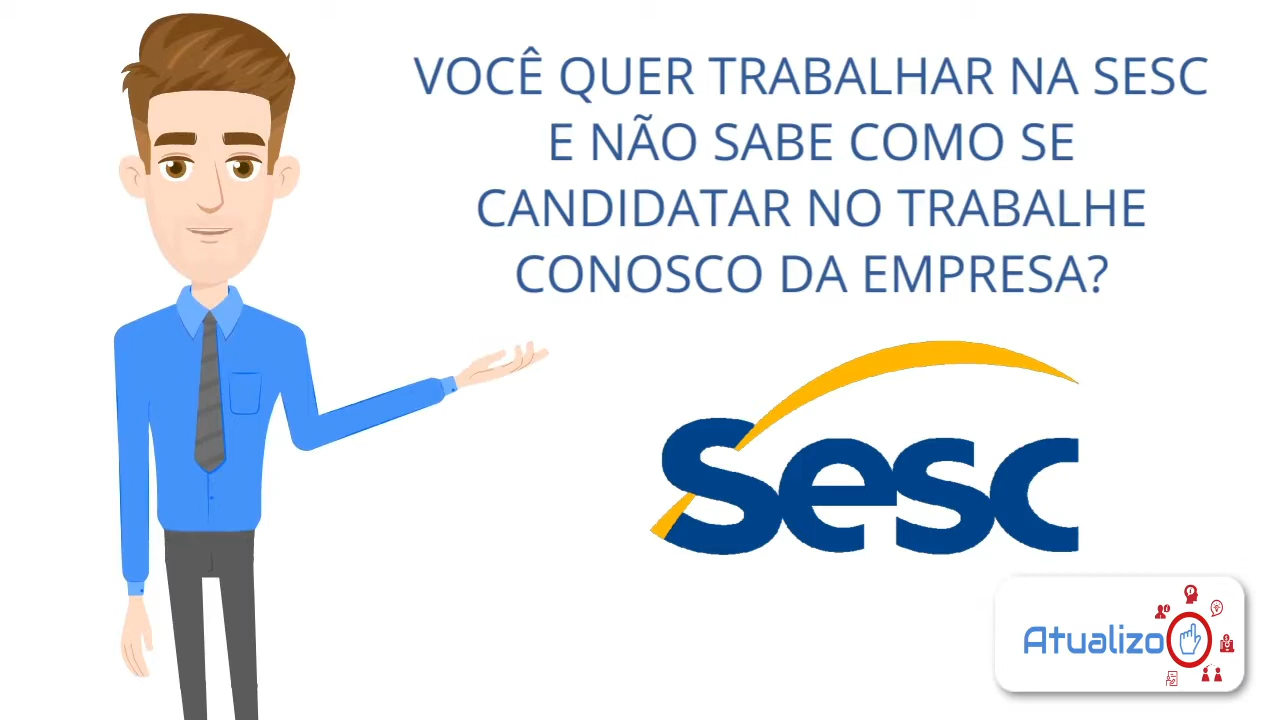 VOCÊ QUER TRABALHAR NA SESC
E NÃO SABE COMO SE
CANDIDATAR NO TRABALHE
CONOSCO DA EMPRESA?
Sesc
Atualizo